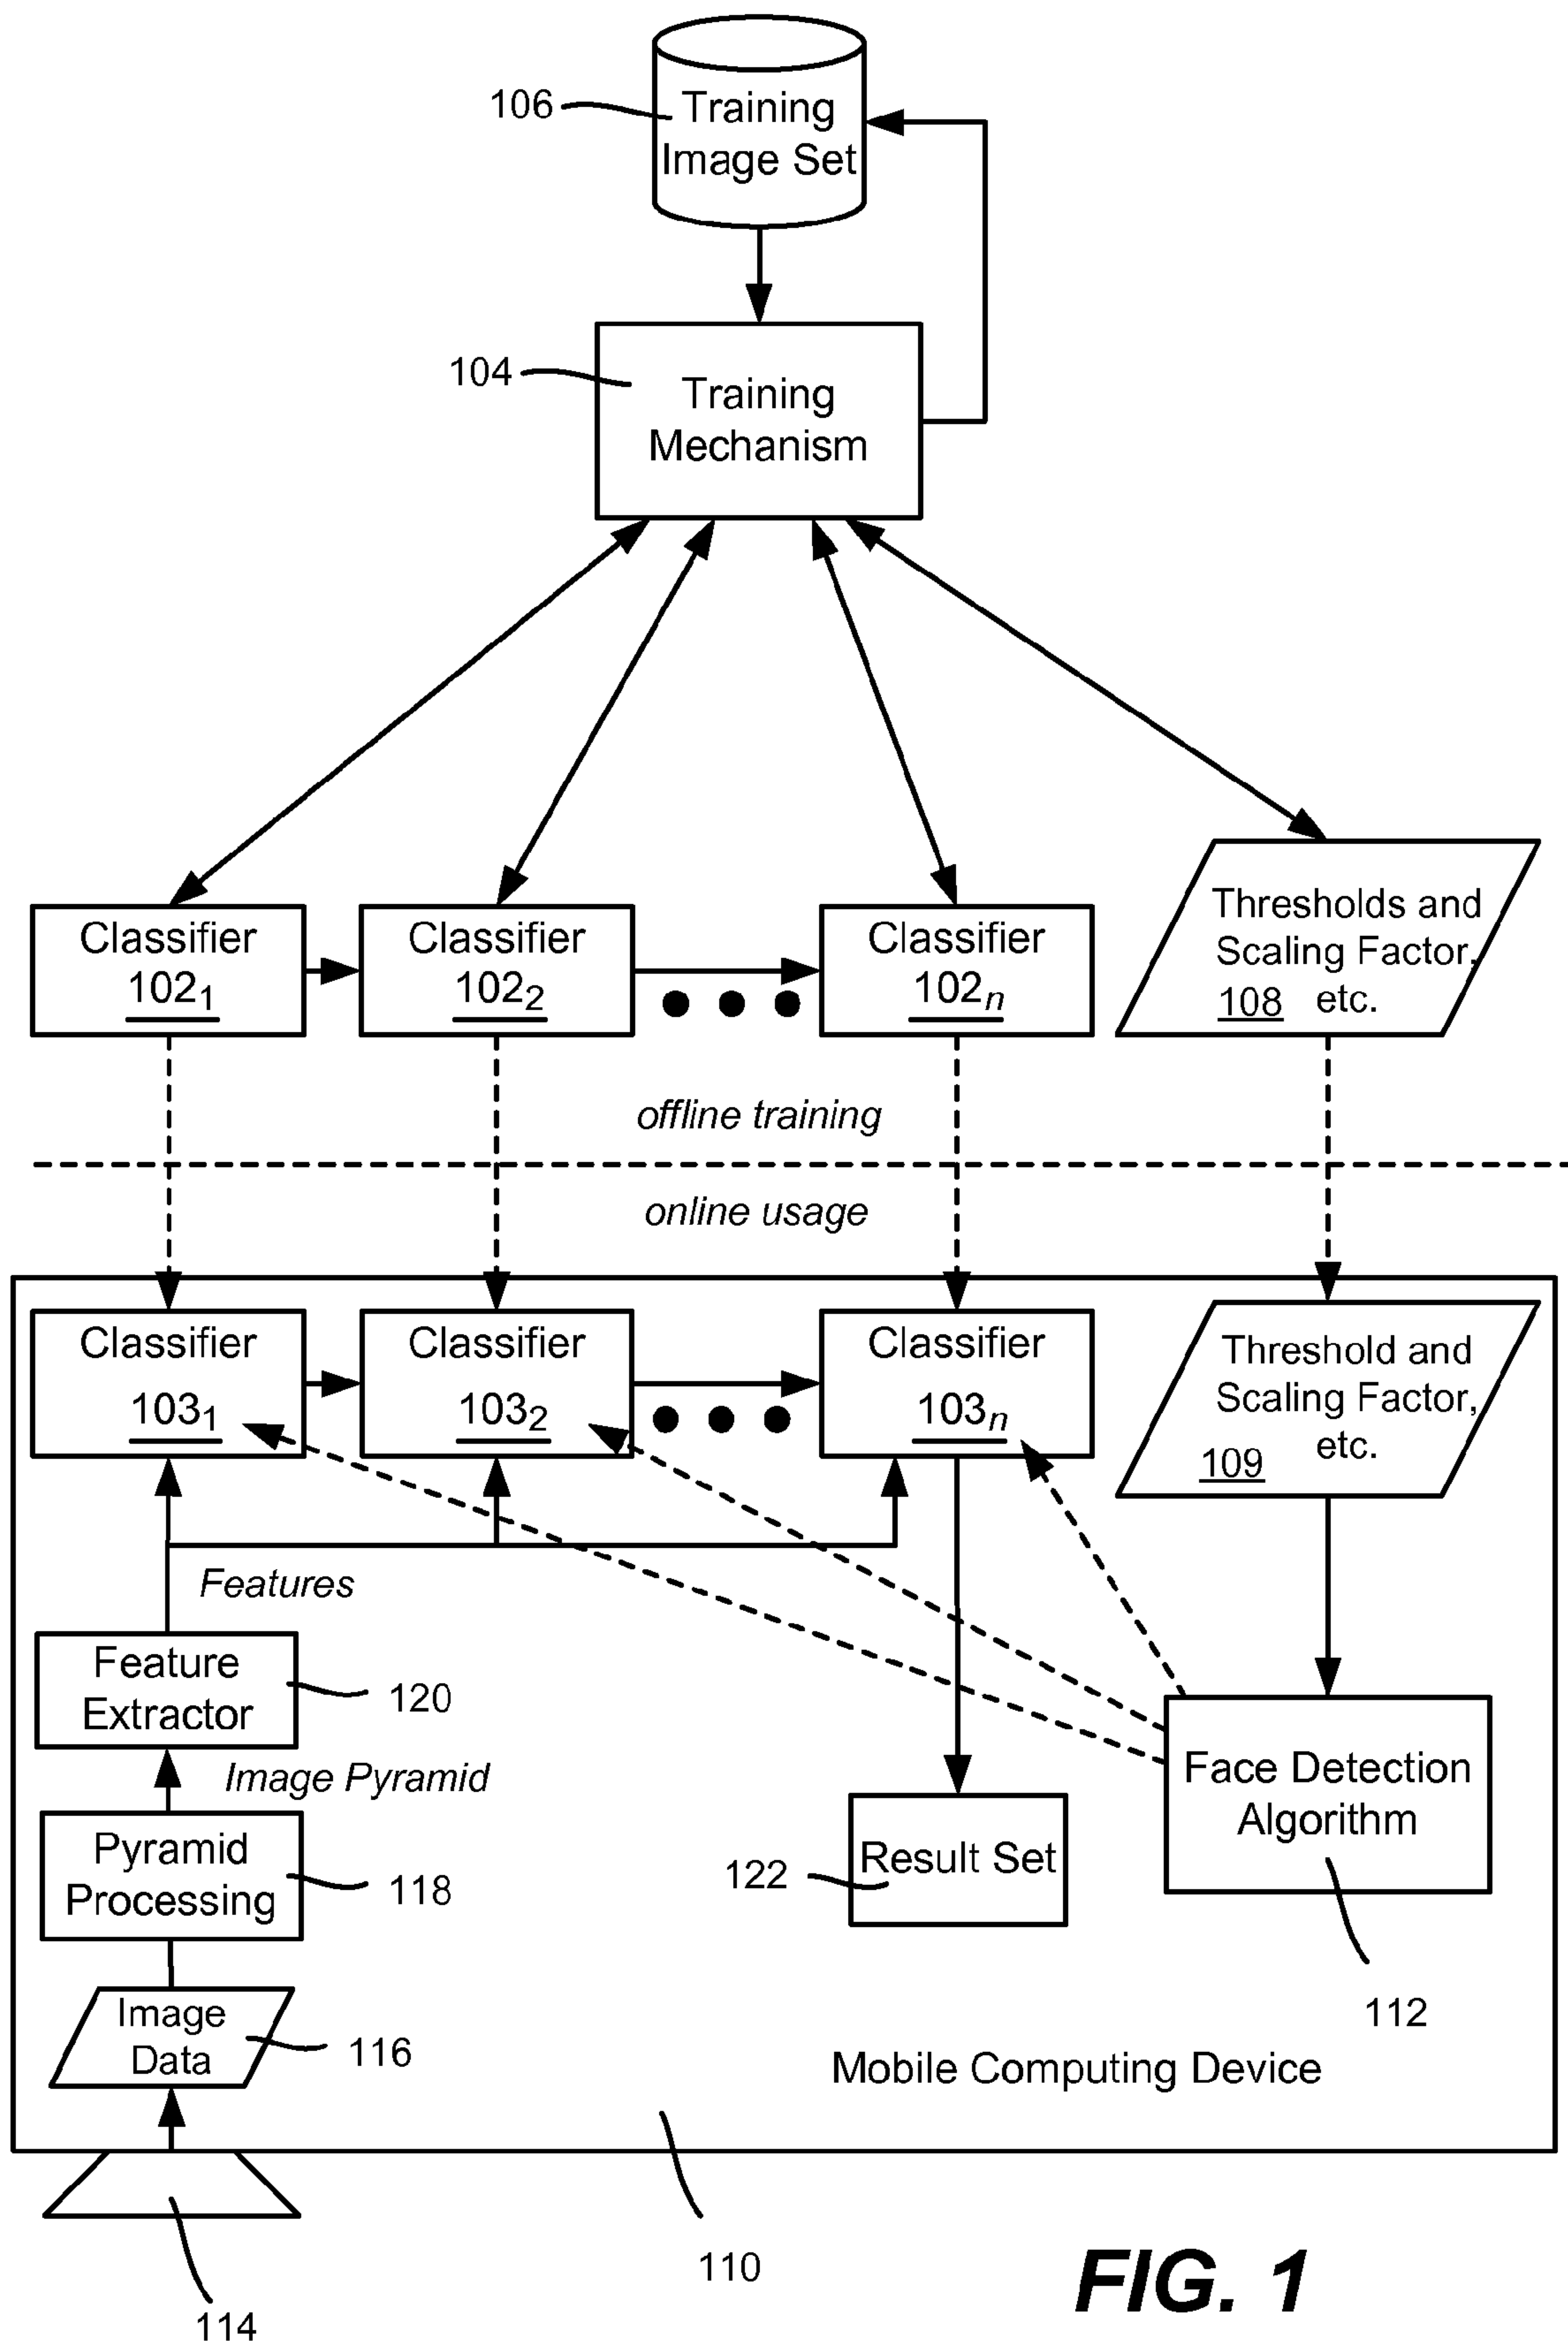 106
Training
Image Set
104
Training
Mechanism
Classifier
102₁
Classifier
102₂
Classifier
102ₙ
Thresholds and
Scaling Factor,
108 etc.
offline training
online usage
Classifier
103₁
Classifier
103₂
Classifier
103ₙ
Threshold and
Scaling Factor,
etc.
109
Features
Feature
Extractor
120
Image Pyramid
Pyramid
Processing
118
Image
Data
116
122
Result Set
Face Detection
Algorithm
112
Mobile Computing Device
110
114
FIG. 1